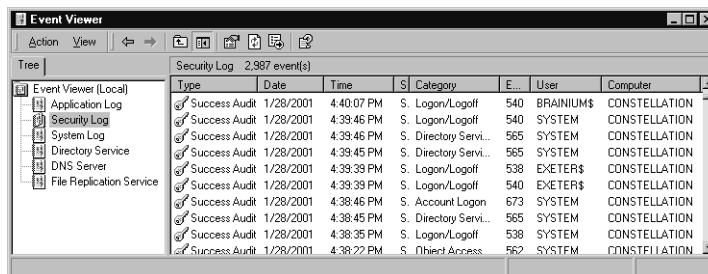 Event Viewer
Action View
Tree
Security Log 2,987 event(s)
Event Viewer (Local)
Application Log
Security Log
System Log
Directory Service
DNS Server
File Replication Service
Type Date Time S Category E... User Computer
Success Audit 1/28/2001 4:40:07 PM S. Logon/Logoff 540 BRAINIUM$ CONSTELLATION
Success Audit 1/28/2001 4:39:46 PM S. Logon/Logoff 540 SYSTEM CONSTELLATION
Success Audit 1/28/2001 4:39:46 PM S. Directory Servi... 565 SYSTEM CONSTELLATION
Success Audit 1/28/2001 4:39:45 PM S. Directory Servi... 565 SYSTEM CONSTELLATION
Success Audit 1/28/2001 4:39:39 PM S. Logon/Logoff 538 EXETER$ CONSTELLATION
Success Audit 1/28/2001 4:39:39 PM S. Logon/Logoff 540 EXETER$ CONSTELLATION
Success Audit 1/28/2001 4:38:46 PM S. Account Logon 673 SYSTEM CONSTELLATION
Success Audit 1/28/2001 4:38:45 PM S. Directory Servi... 565 SYSTEM CONSTELLATION
Success Audit 1/28/2001 4:38:35 PM S. Logon/Logoff 538 SYSTEM CONSTELLATION
Success Audit 1/28/2001 4:38:22 PM S. Object Access 562 SYSTEM CONSTELLATION